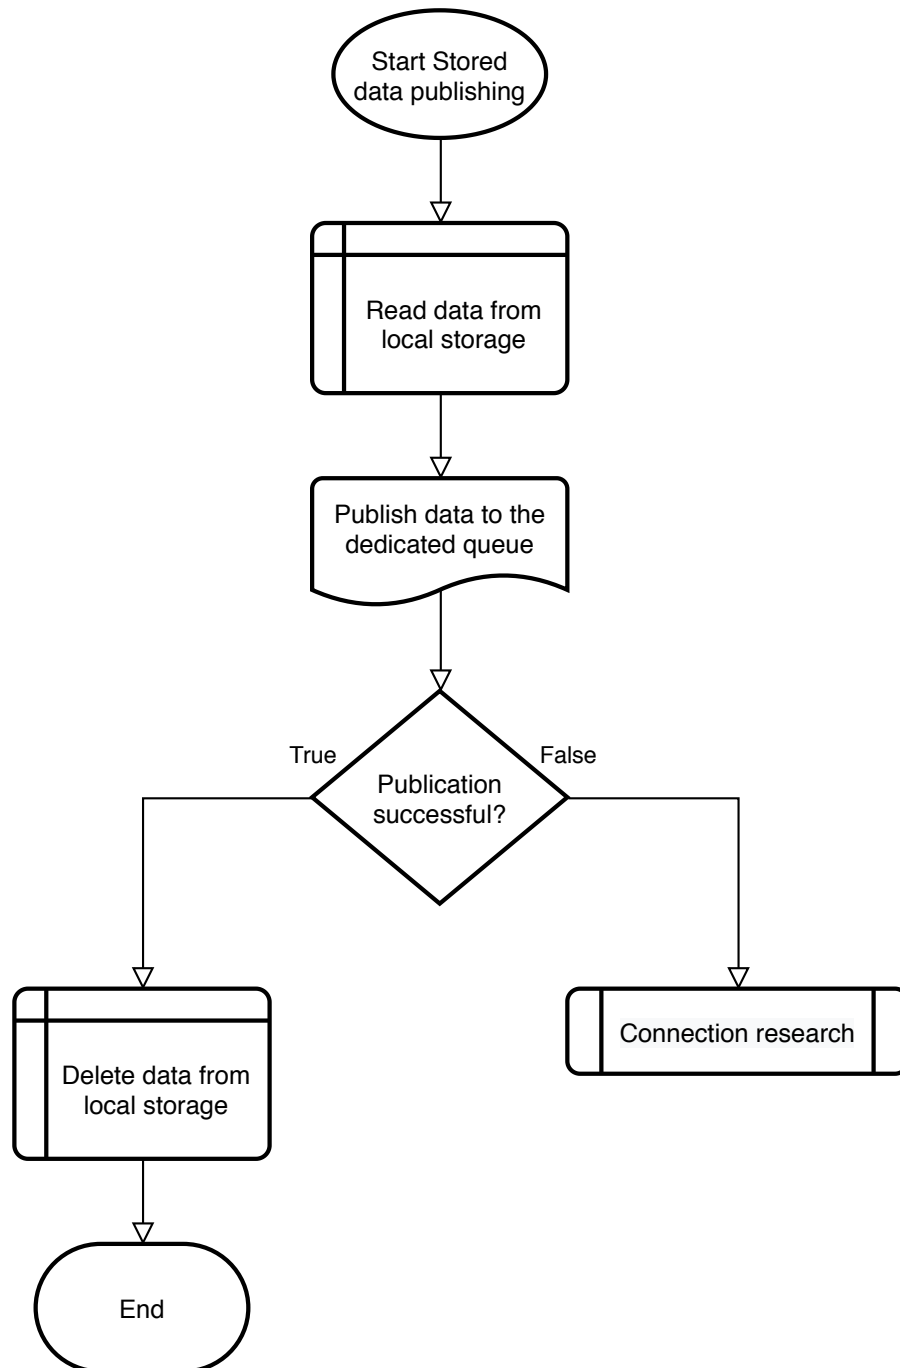 Start Stored
data publishing
Read data from
local storage
Publish data to the
dedicated queue
True
False
Publication
successful?
Connection research
Delete data from
local storage
End